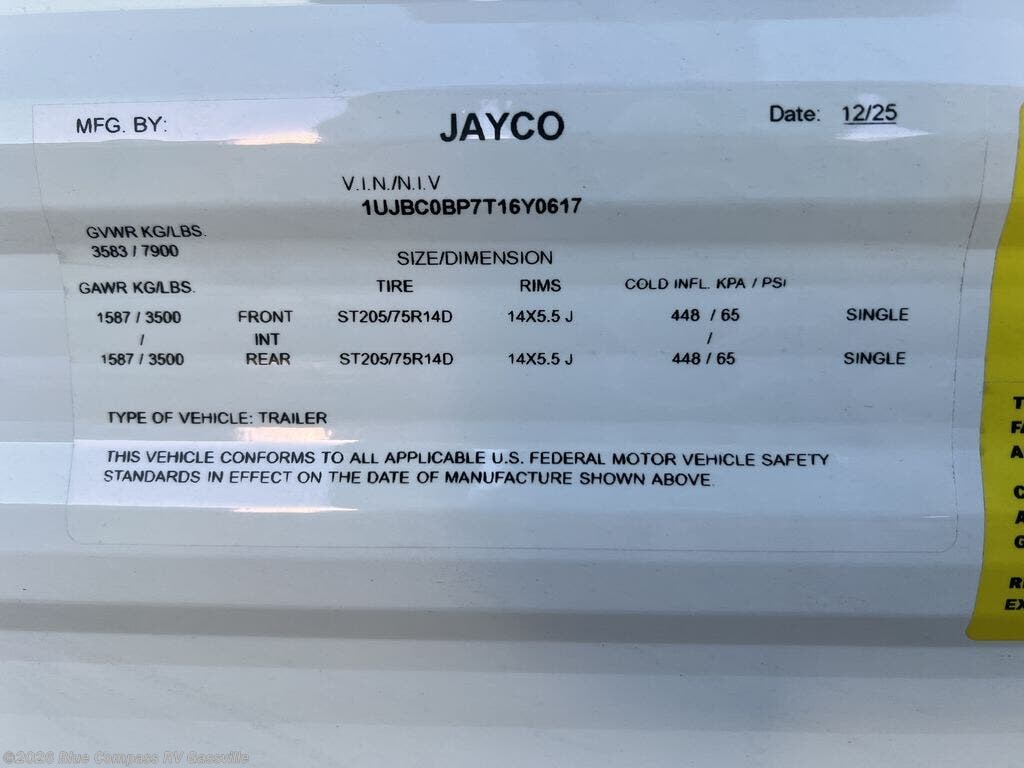 MFG. BY: JAYCO Date: 12/25
V.I.N./N.I.V
1UJBC0BP7T16Y0617
GVWR KG/LBS.
3583 / 7900
SIZE/DIMENSION
GAWR KG/LBS. TIRE RIMS COLD INFL. KPA / PSI
1587 / 3500 FRONT ST205/75R14D 14X5.5 J 448 / 65 SINGLE
/ INT /
1587 / 3500 REAR ST205/75R14D 14X5.5 J 448 / 65 SINGLE
TYPE OF VEHICLE: TRAILER
THIS VEHICLE CONFORMS TO ALL APPLICABLE U.S. FEDERAL MOTOR VEHICLE SAFETY
STANDARDS IN EFFECT ON THE DATE OF MANUFACTURE SHOWN ABOVE.
©2026 Blue Compass RV Gassville